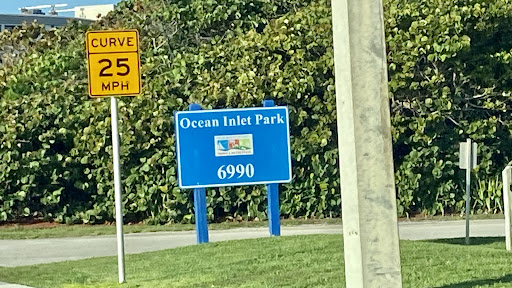 CURVE
25
MPH
Ocean Inlet Park
6990